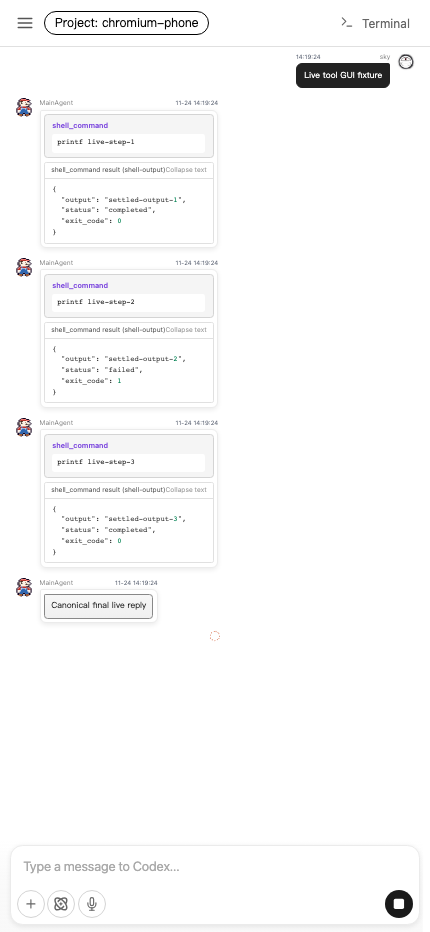 Project: chromium-phone
Terminal
14:19:24 sky
Live tool GUI fixture
MainAgent 11-24 14:19:24
shell_command
printf live-step-1
shell_command result (shell-output)Collapse text
{
"output": "settled-output-1",
"status": "completed",
"exit_code": 0
}
MainAgent 11-24 14:19:24
shell_command
printf live-step-2
shell_command result (shell-output)Collapse text
{
"output": "settled-output-2",
"status": "failed",
"exit_code": 1
}
MainAgent 11-24 14:19:24
shell_command
printf live-step-3
shell_command result (shell-output)Collapse text
{
"output": "settled-output-3",
"status": "completed",
"exit_code": 0
}
MainAgent 11-24 14:19:24
Canonical final live reply
Type a message to Codex...